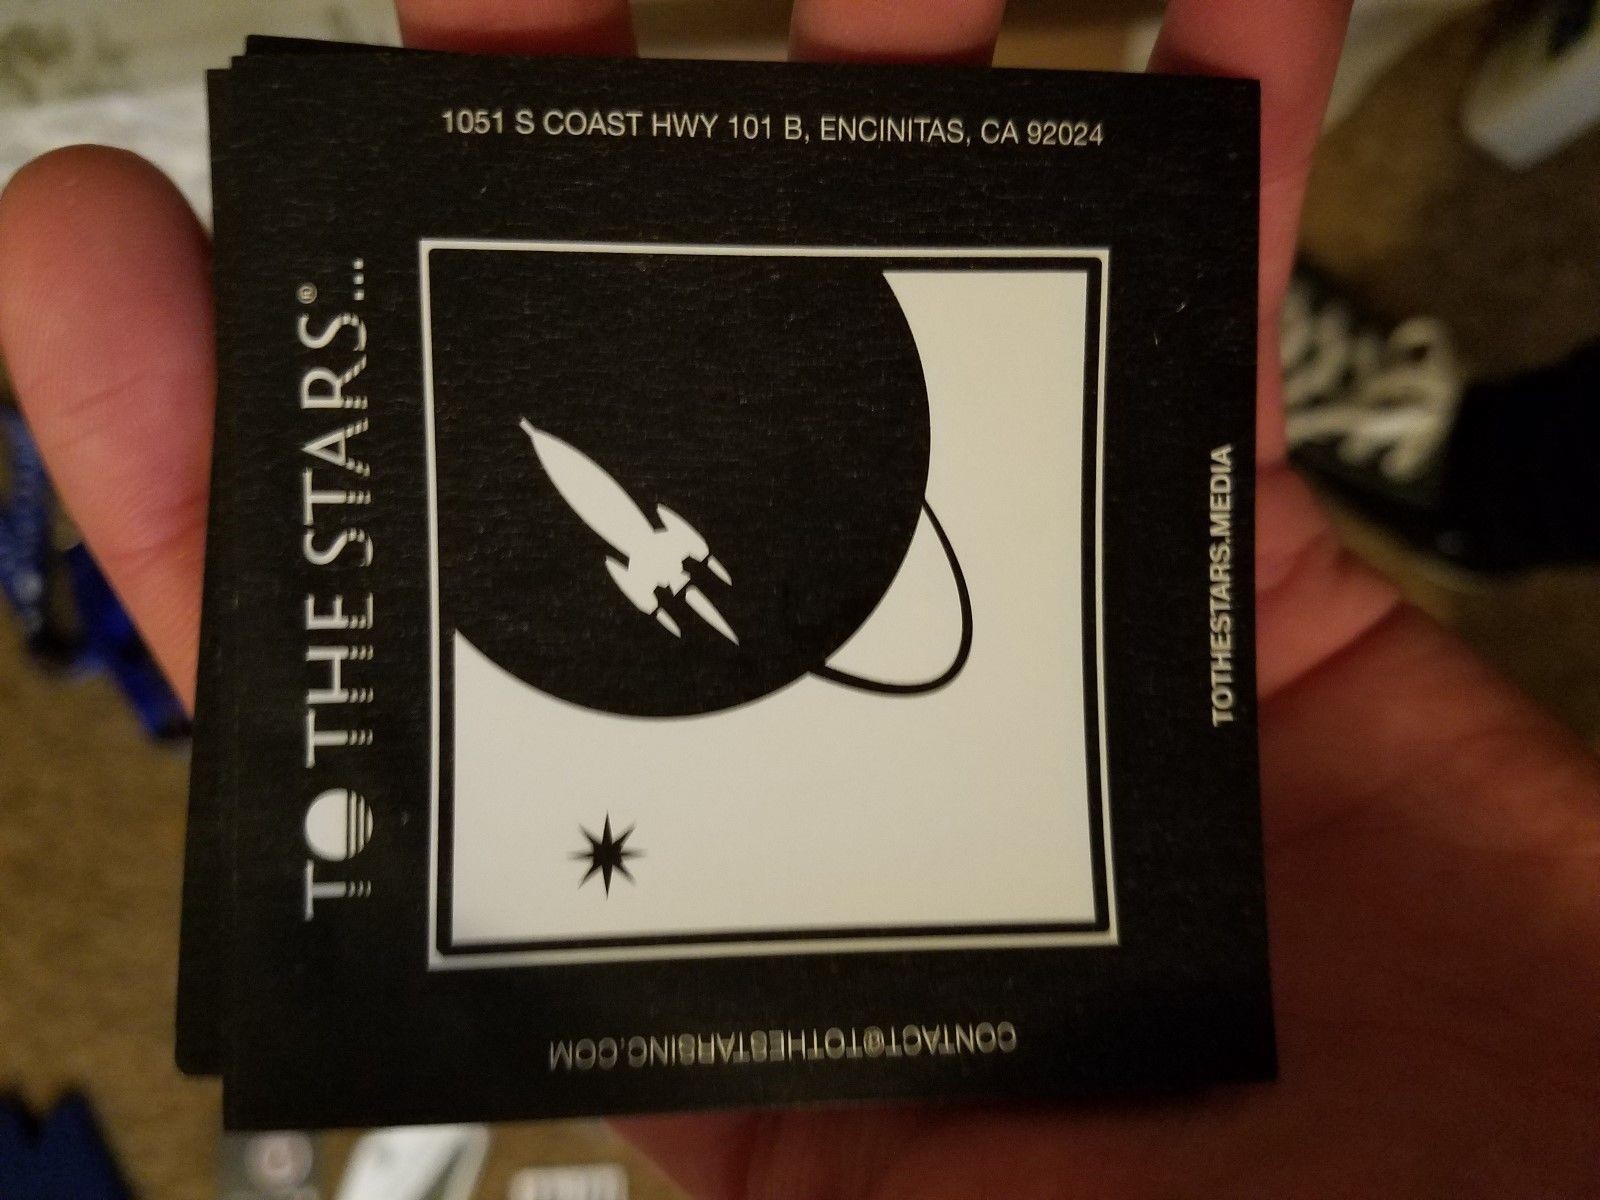 1051 S COAST HWY 101 B, ENCINITAS, CA 92024
TO THE STARS®...
TOTHESTARS.MEDIA
CONTACT@TOTHESTARSINC.COM